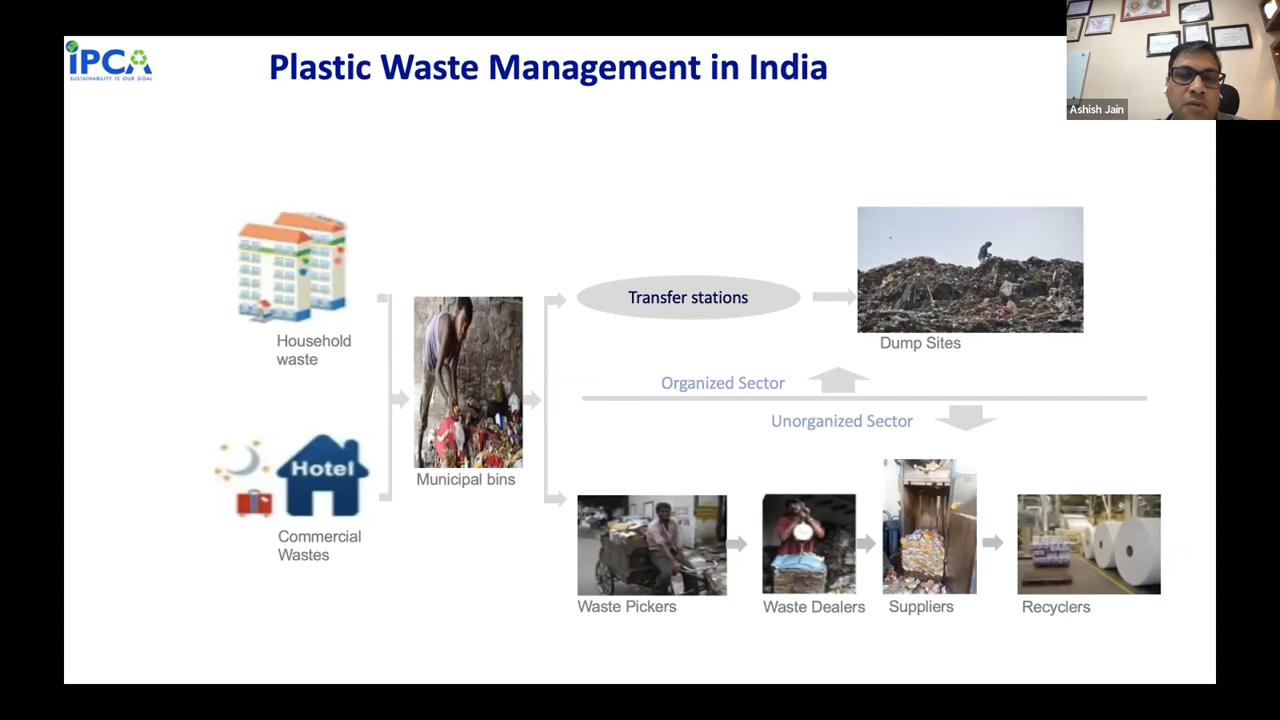 iPCA
SUSTAINABILITY IS OUR GOAL
Plastic Waste Management in India
Ashish Jain
Household
waste
Hotel
Commercial
Wastes
Municipal bins
Transfer stations
Dump Sites
Organized Sector
Unorganized Sector
Waste Pickers
Waste Dealers
Suppliers
Recyclers